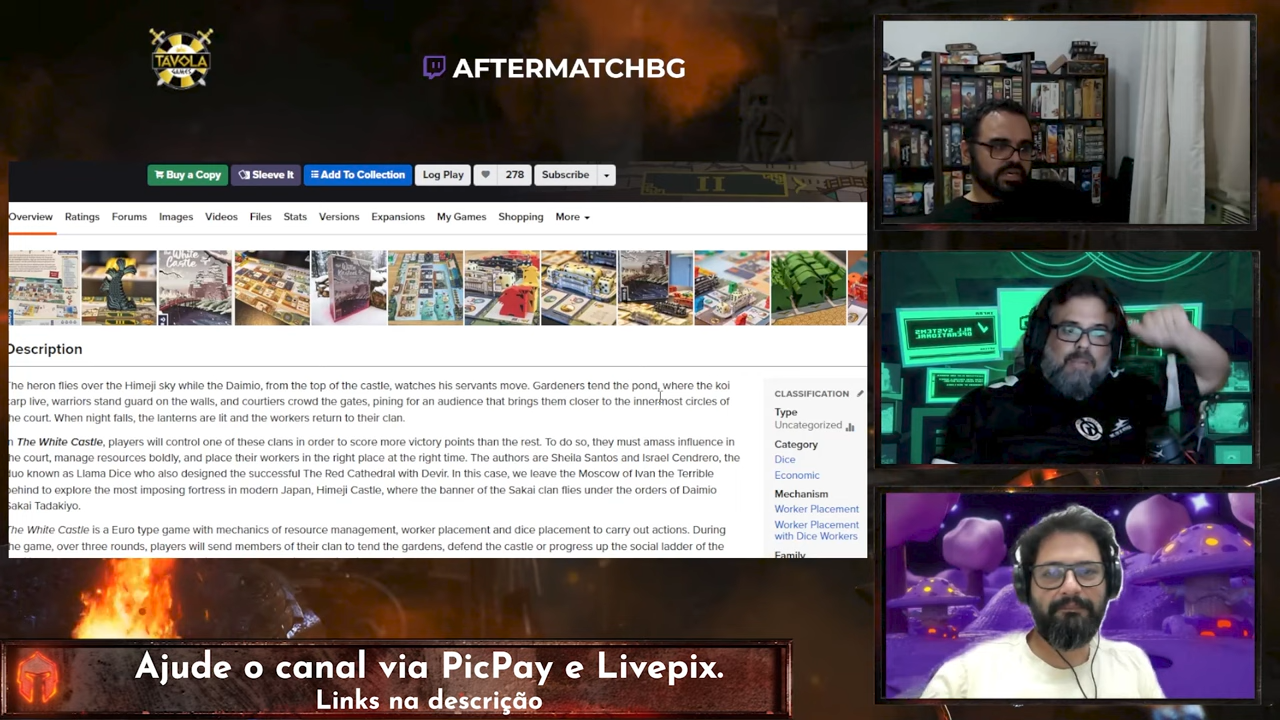 TAVOLA
GAMES
AFTERMATCHBG
Buy a Copy
Sleeve It
Add To Collection
Log Play
278
Subscribe
Overview
Ratings
Forums
Images
Videos
Files
Stats
Versions
Expansions
My Games
Shopping
More
Description
he heron flies over the Himeji sky while the Daimio, from the top of the castle, watches his servants move. Gardeners tend the pond, where the koi
arp live, warriors stand guard on the walls, and courtiers crowd the gates, pining for an audience that brings them closer to the innermost circles of
he court. When night falls, the lanterns are lit and the workers return to their clan.
n The White Castle, players will control one of these clans in order to score more victory points than the rest. To do so, they must amass influence in
he court, manage resources boldly, and place their workers in the right place at the right time. The authors are Sheila Santos and Israel Cendrero, the
duo known as Llama Dice who also designed the successful The Red Cathedral with Devir. In this case, we leave the Moscow of Ivan the Terrible
behind to explore the most imposing fortress in modern Japan, Himeji Castle, where the banner of the Sakai clan flies under the orders of Daimio
Sakai Tadakiyo.
The White Castle is a Euro type game with mechanics of resource management, worker placement and dice placement to carry out actions. During
he game, over three rounds, players will send members of their clan to tend the gardens, defend the castle or progress up the social ladder of the
CLASSIFICATION
Type
Uncategorized
Category
Dice
Economic
Mechanism
Worker Placement
Worker Placement
with Dice Workers
Family
ALL SYSTEMS
OPERATIONAL
Ajude o canal via PicPay e Livepix.
Links na descrição